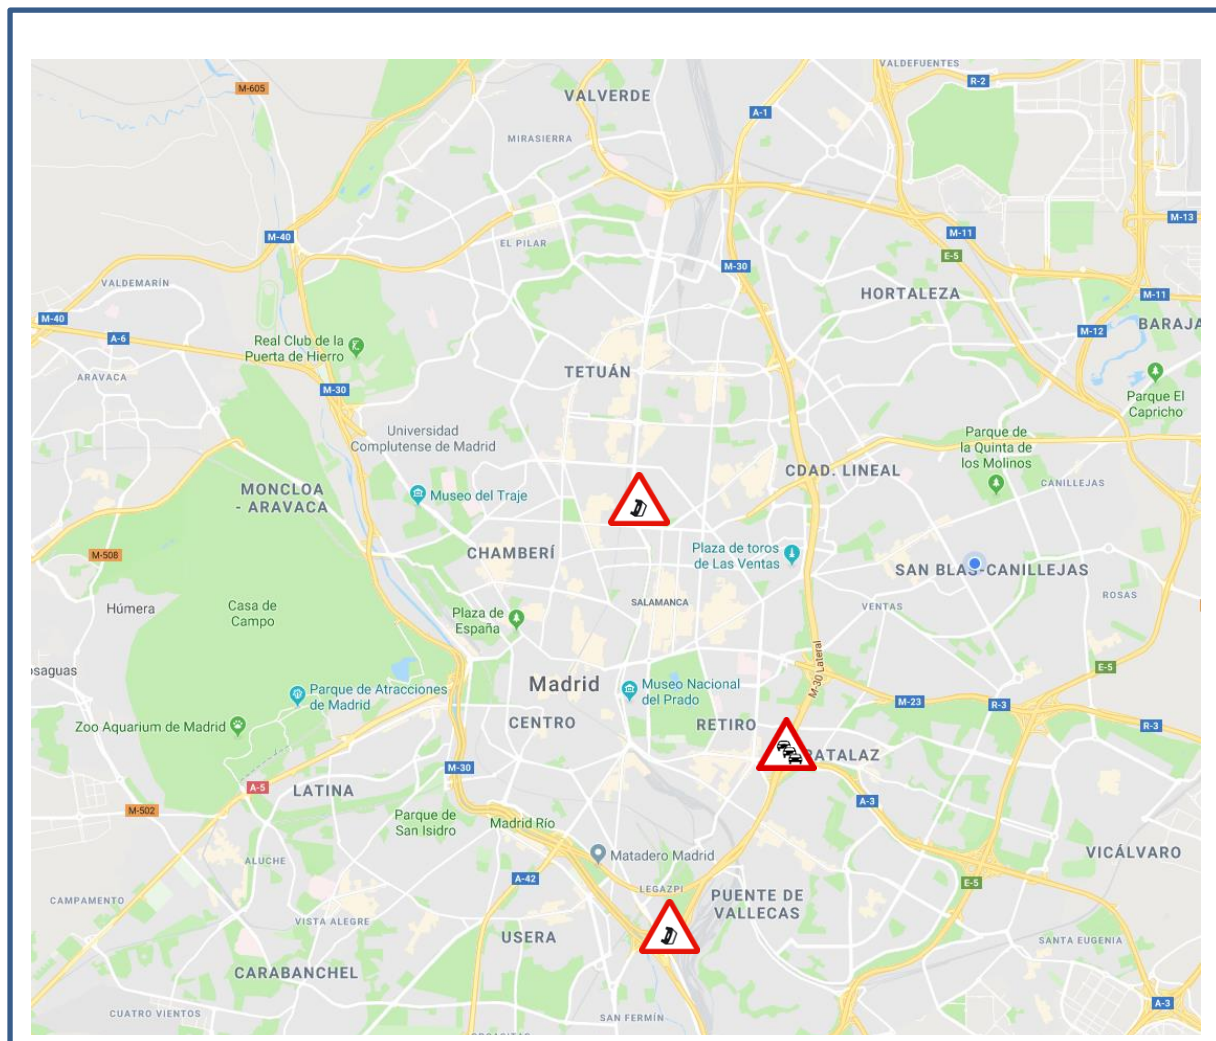 VALDEFUENTES
R-2
M-605
VALVERDE
A-1
MIRASIERRA
M-13
M-40
EL PILAR
M-11
E-5
M-30
VALDEMARÍN
HORTALEZA
M-11
M-40
BARAJA
M-12
A-6
Real Club de la
Puerta de Hierro
TETUÁN
ARAVACA
M-30
Parque El
Capricho
Universidad
Complutense de Madrid
Parque de
la Quinta de
los Molinos
CDAD. LINEAL
CANILLEJAS
MONCLOA
- ARAVACA
Museo del Traje
CHAMBERÍ
Plaza de toros
de Las Ventas
M-508
SAN BLAS-CANILLEJAS
Húmera
Casa de
Campo
SALAMANCA
VENTAS
ROSAS
Plaza de
España
M-30 Lateral
osaguas
E-5
Parque de Atracciones
de Madrid
Madrid
Museo Nacional
del Prado
M-23
R-3
Zoo Aquarium de Madrid
CENTRO
RETIRO
R-3
RATALAZ
M-30
A-5
LATINA
A-3
M-502
Parque de
San Isidro
Madrid Río
Matadero Madrid
VICÁLVARO
ALUCHE
A-42
LEGAZPI
E-5
CAMPAMENTO
PUENTE DE
VALLECAS
VISTA ALEGRE
USERA
SANTA EUGENIA
CARABANCHEL
A-3
CUATRO VIENTOS
SAN FERMÍN